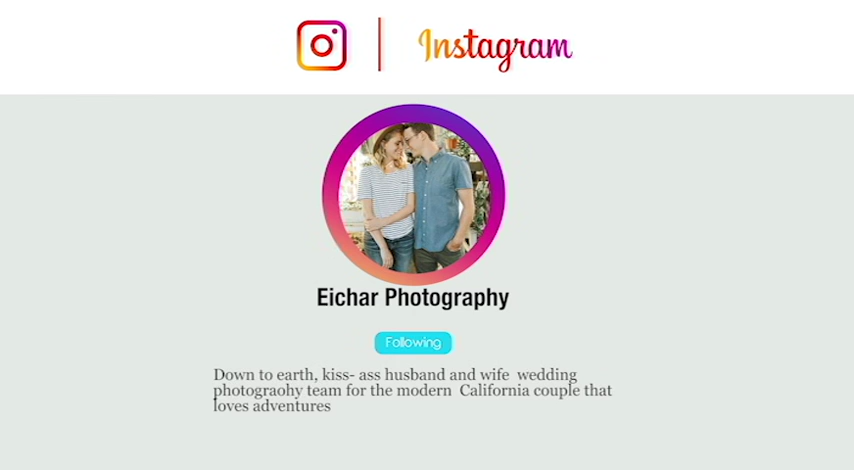 Instagram
Eichar Photography
Following
Down to earth, kiss- ass husband and wife  wedding
photograohy team for the modern  California couple that
loves adventures